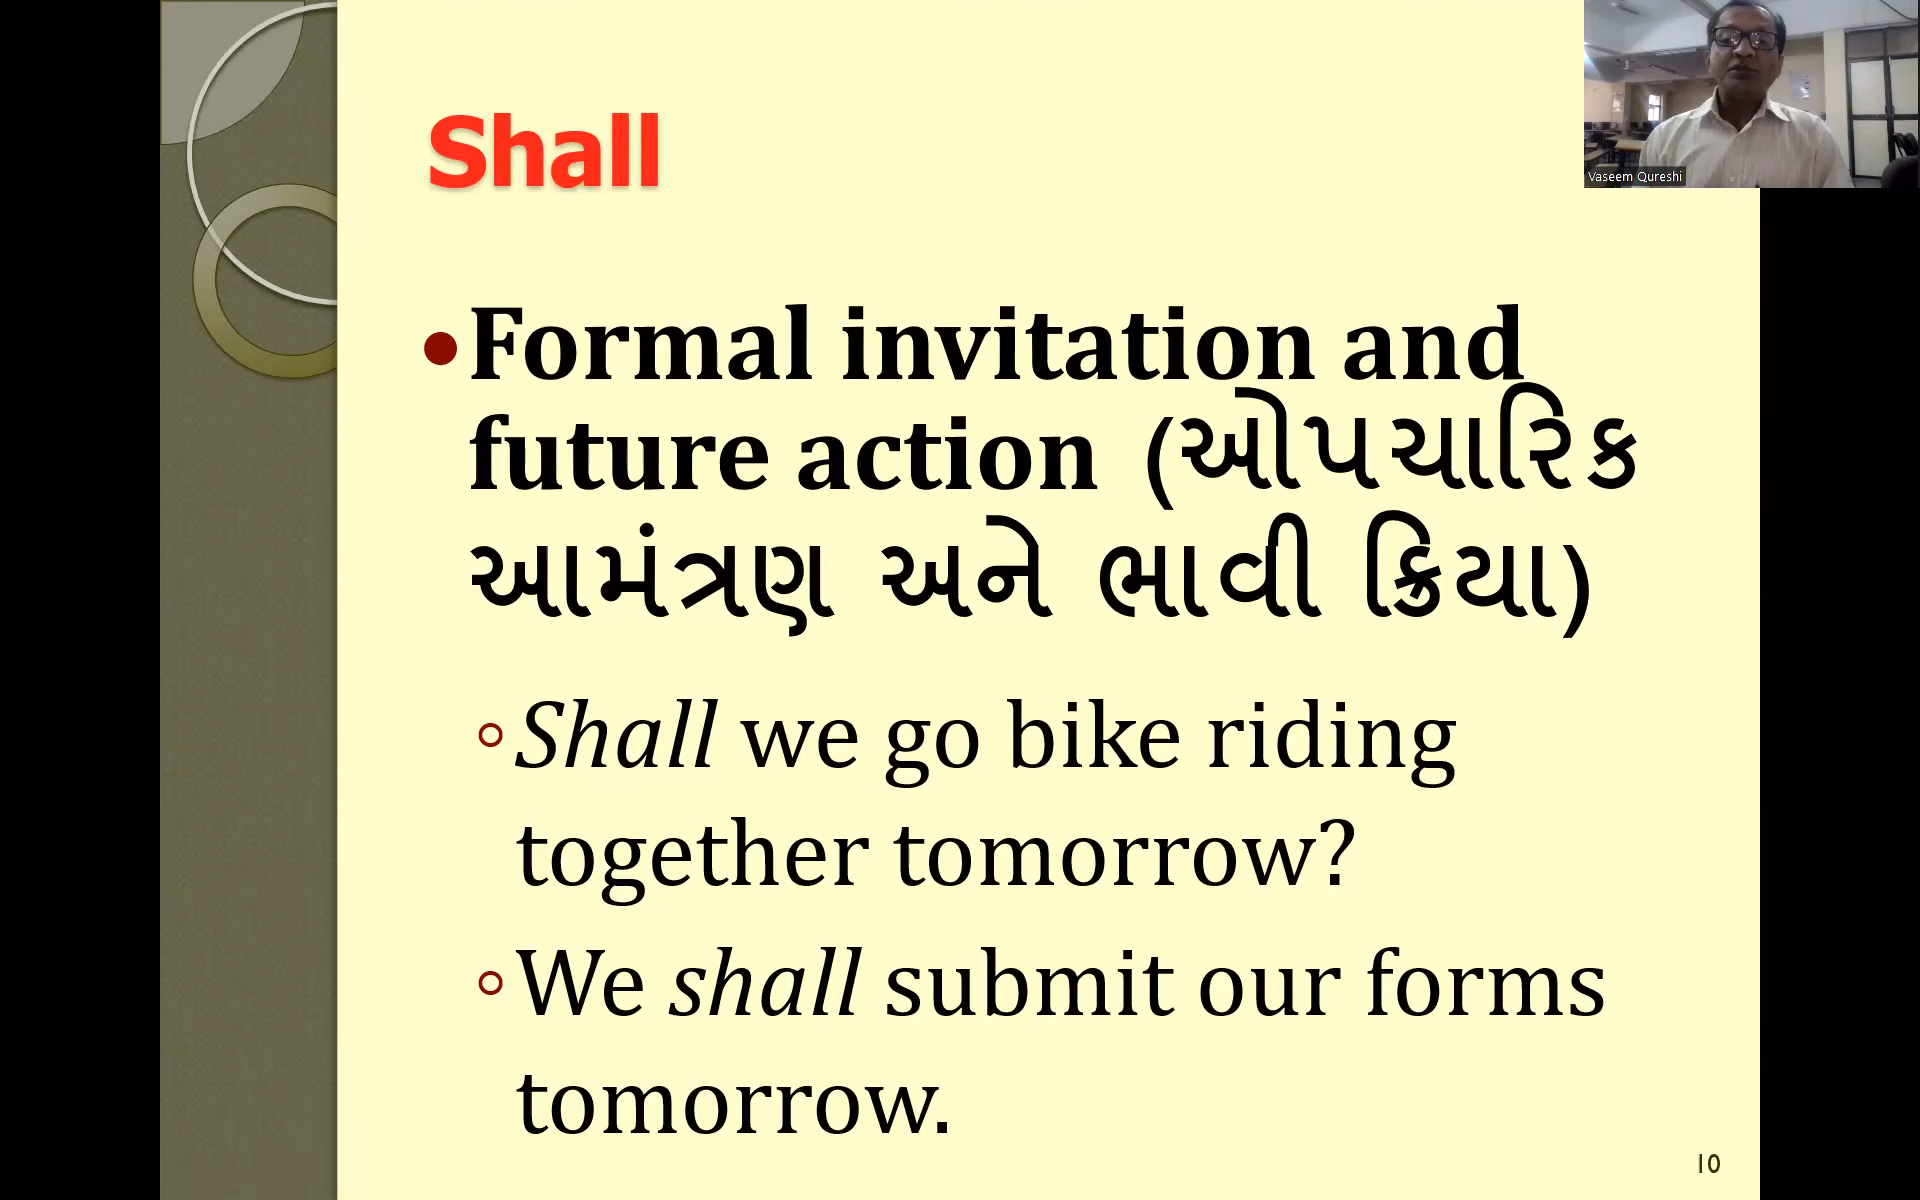 Shall
Vaseem Qureshi
•Formal invitation and
future action (ઓપચારિક
આમંત્રણ અને ભાવી ક્રિયા)
◦Shall we go bike riding
together tomorrow?
◦We shall submit our forms
tomorrow.
10